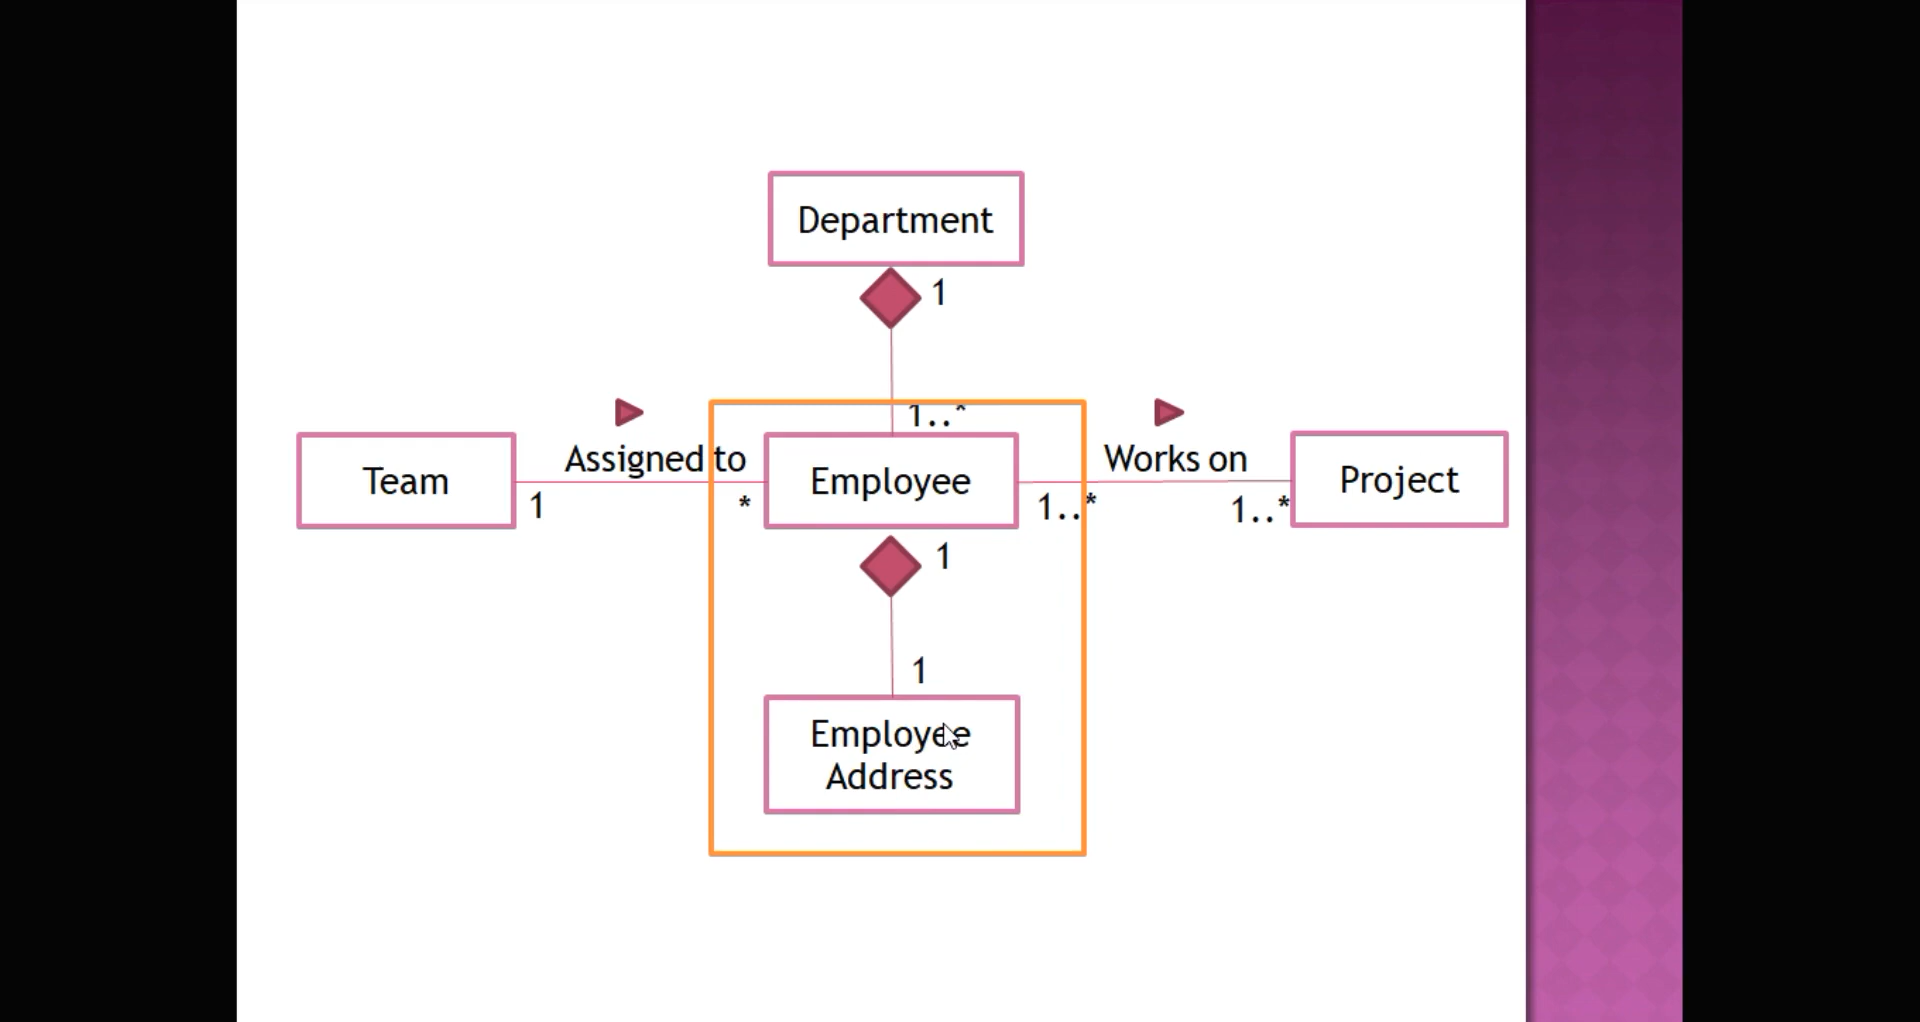 Department
1
1..*
Assigned to
Works on
Team
Employee
Project
1
*
1..*
1..*
1
1
Employee
Address